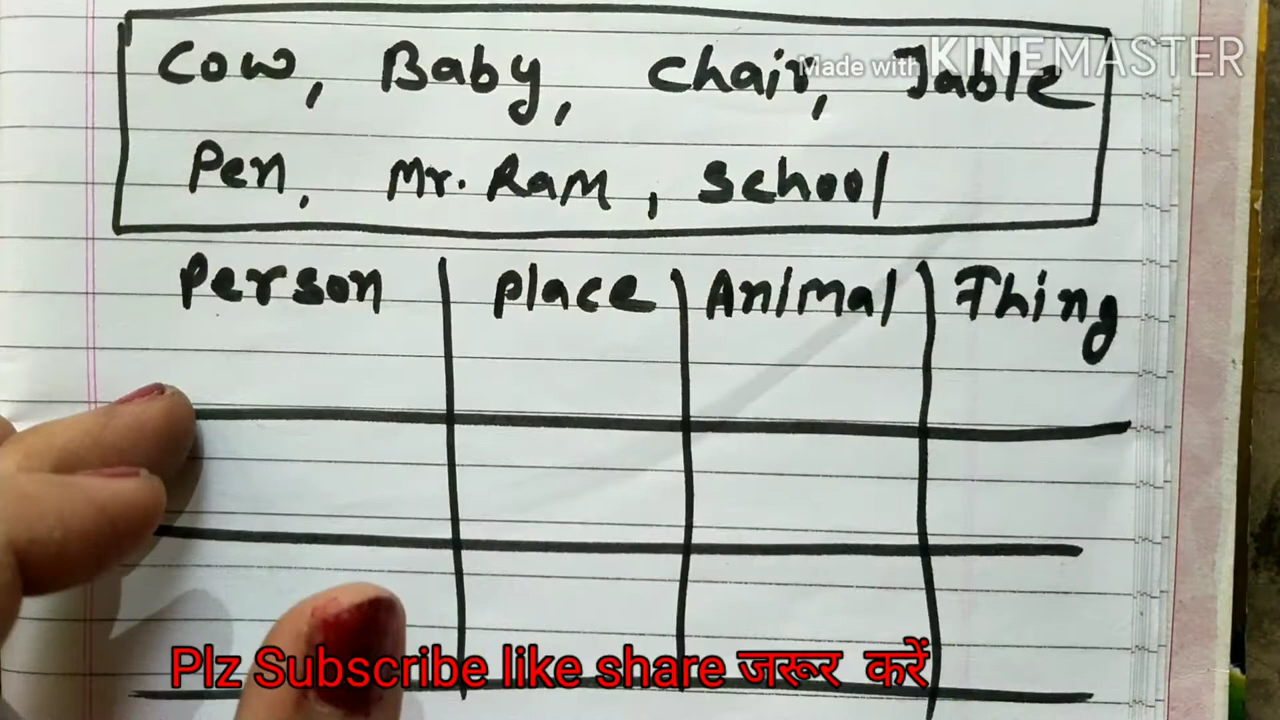 Made with KINEMASTER
Cow, Baby, Chair, Table
Pen, Mr. Ram, School
Person Place Animal Thing
Plz Subscribe like share जरूर करें